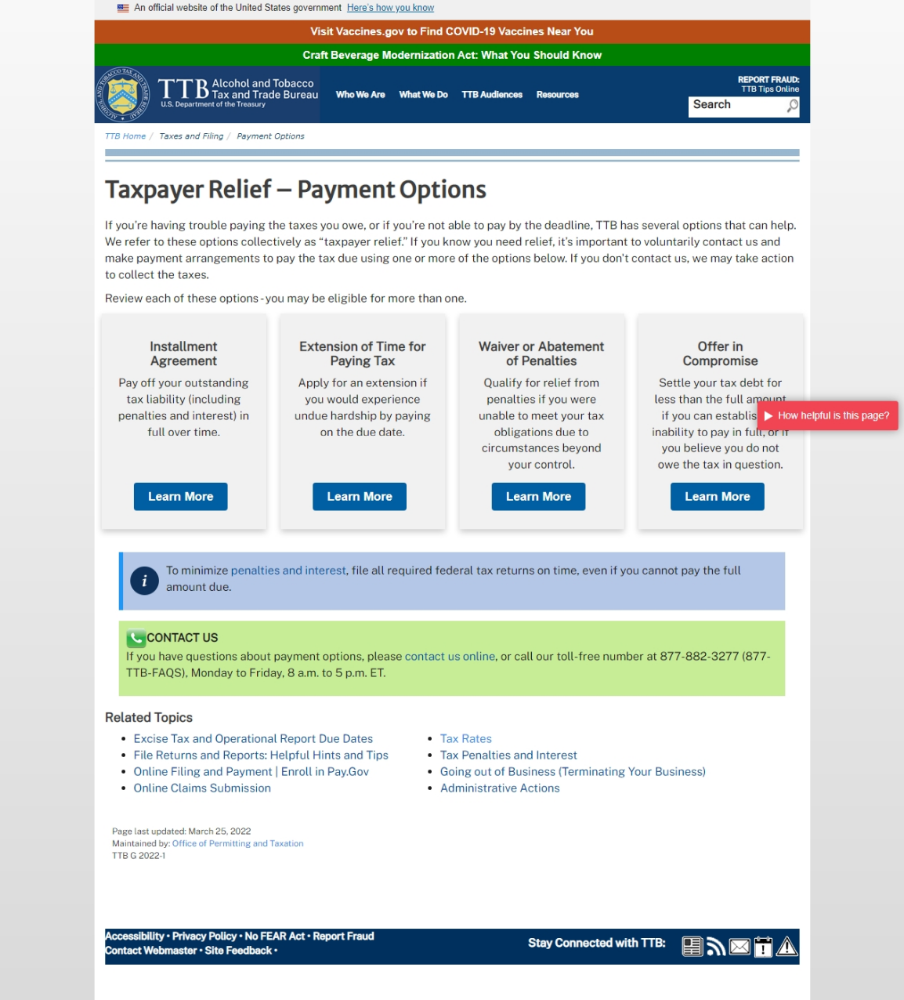 An official website of the United States government Here's how you know
Visit Vaccines.gov to Find COVID-19 Vaccines Near You
Craft Beverage Modernization Act: What You Should Know
ALCOHOL AND TOBACCO TAX AND TRADE BUREAU
TTB Alcohol and Tobacco
Tax and Trade Bureau
U.S. Department of the Treasury
Who We Are What We Do TTB Audiences Resources
REPORT FRAUD:
TTB Tips Online
Search
TTB Home / Taxes and Filing / Payment Options
Taxpayer Relief – Payment Options
If you're having trouble paying the taxes you owe, or if you're not able to pay by the deadline, TTB has several options that can help.
We refer to these options collectively as “taxpayer relief.” If you know you need relief, it's important to voluntarily contact us and
make payment arrangements to pay the tax due using one or more of the options below. If you don't contact us, we may take action
to collect the taxes.
Review each of these options - you may be eligible for more than one.
Installment
Agreement
Pay off your outstanding
tax liability (including
penalties and interest) in
full over time.
Learn More
Extension of Time for
Paying Tax
Apply for an extension if
you would experience
undue hardship by paying
on the due date.
Learn More
Waiver or Abatement
of Penalties
Qualify for relief from
penalties if you were
unable to meet your tax
obligations due to
circumstances beyond
your control.
Learn More
Offer in
Compromise
Settle your tax debt for
less than the full amount
if you can establis
inability to pay in full, or if
you believe you do not
owe the tax in question.
Learn More
How helpful is this page?
i
To minimize penalties and interest, file all required federal tax returns on time, even if you cannot pay the full
amount due.
CONTACT US
If you have questions about payment options, please contact us online, or call our toll-free number at 877-882-3277 (877-
TTB-FAQS), Monday to Friday, 8 a.m. to 5 p.m. ET.
Related Topics
• Excise Tax and Operational Report Due Dates
• File Returns and Reports: Helpful Hints and Tips
• Online Filing and Payment | Enroll in Pay.Gov
• Online Claims Submission
• Tax Rates
• Tax Penalties and Interest
• Going out of Business (Terminating Your Business)
• Administrative Actions
Page last updated: March 25, 2022
Maintained by: Office of Permitting and Taxation
TTB G 2022-1
Accessibility • Privacy Policy • No FEAR Act • Report Fraud
Contact Webmaster • Site Feedback •
Stay Connected with TTB: